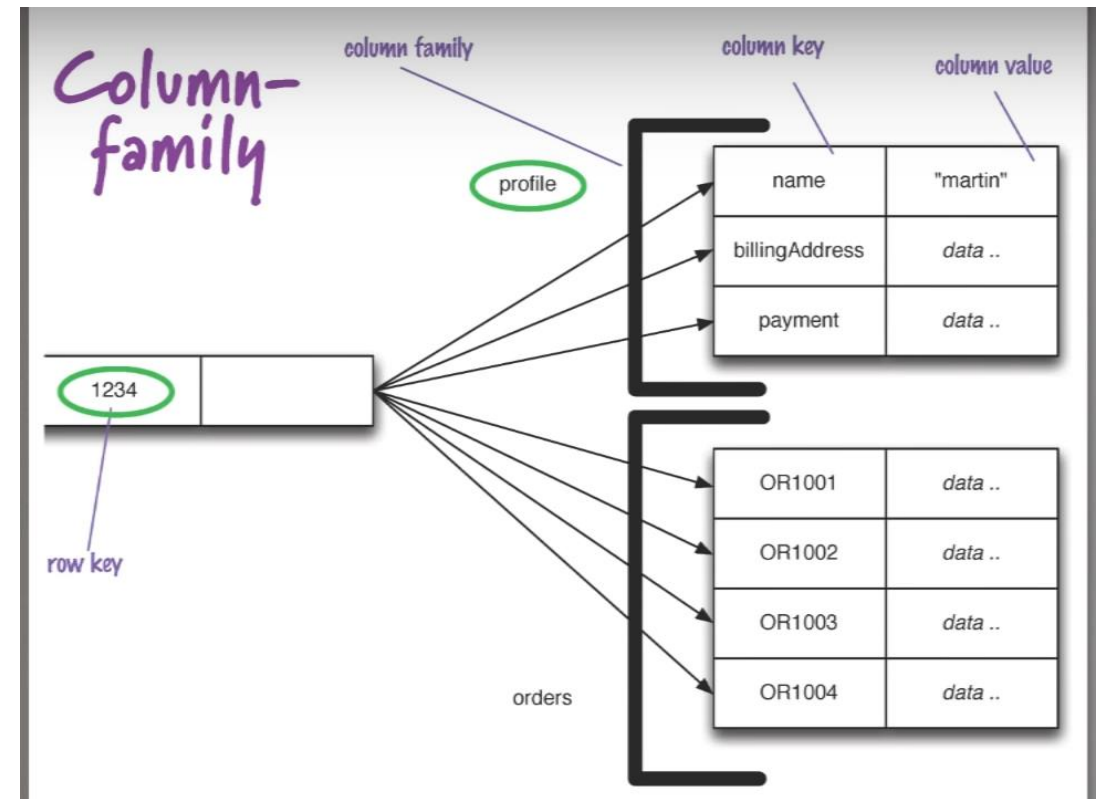 Column-
family
column family
column key
column value
profile
name
"martin"
billingAddress
data ..
payment
data ..
1234
row key
OR1001
data ..
OR1002
data ..
OR1003
data ..
orders
OR1004
data ..